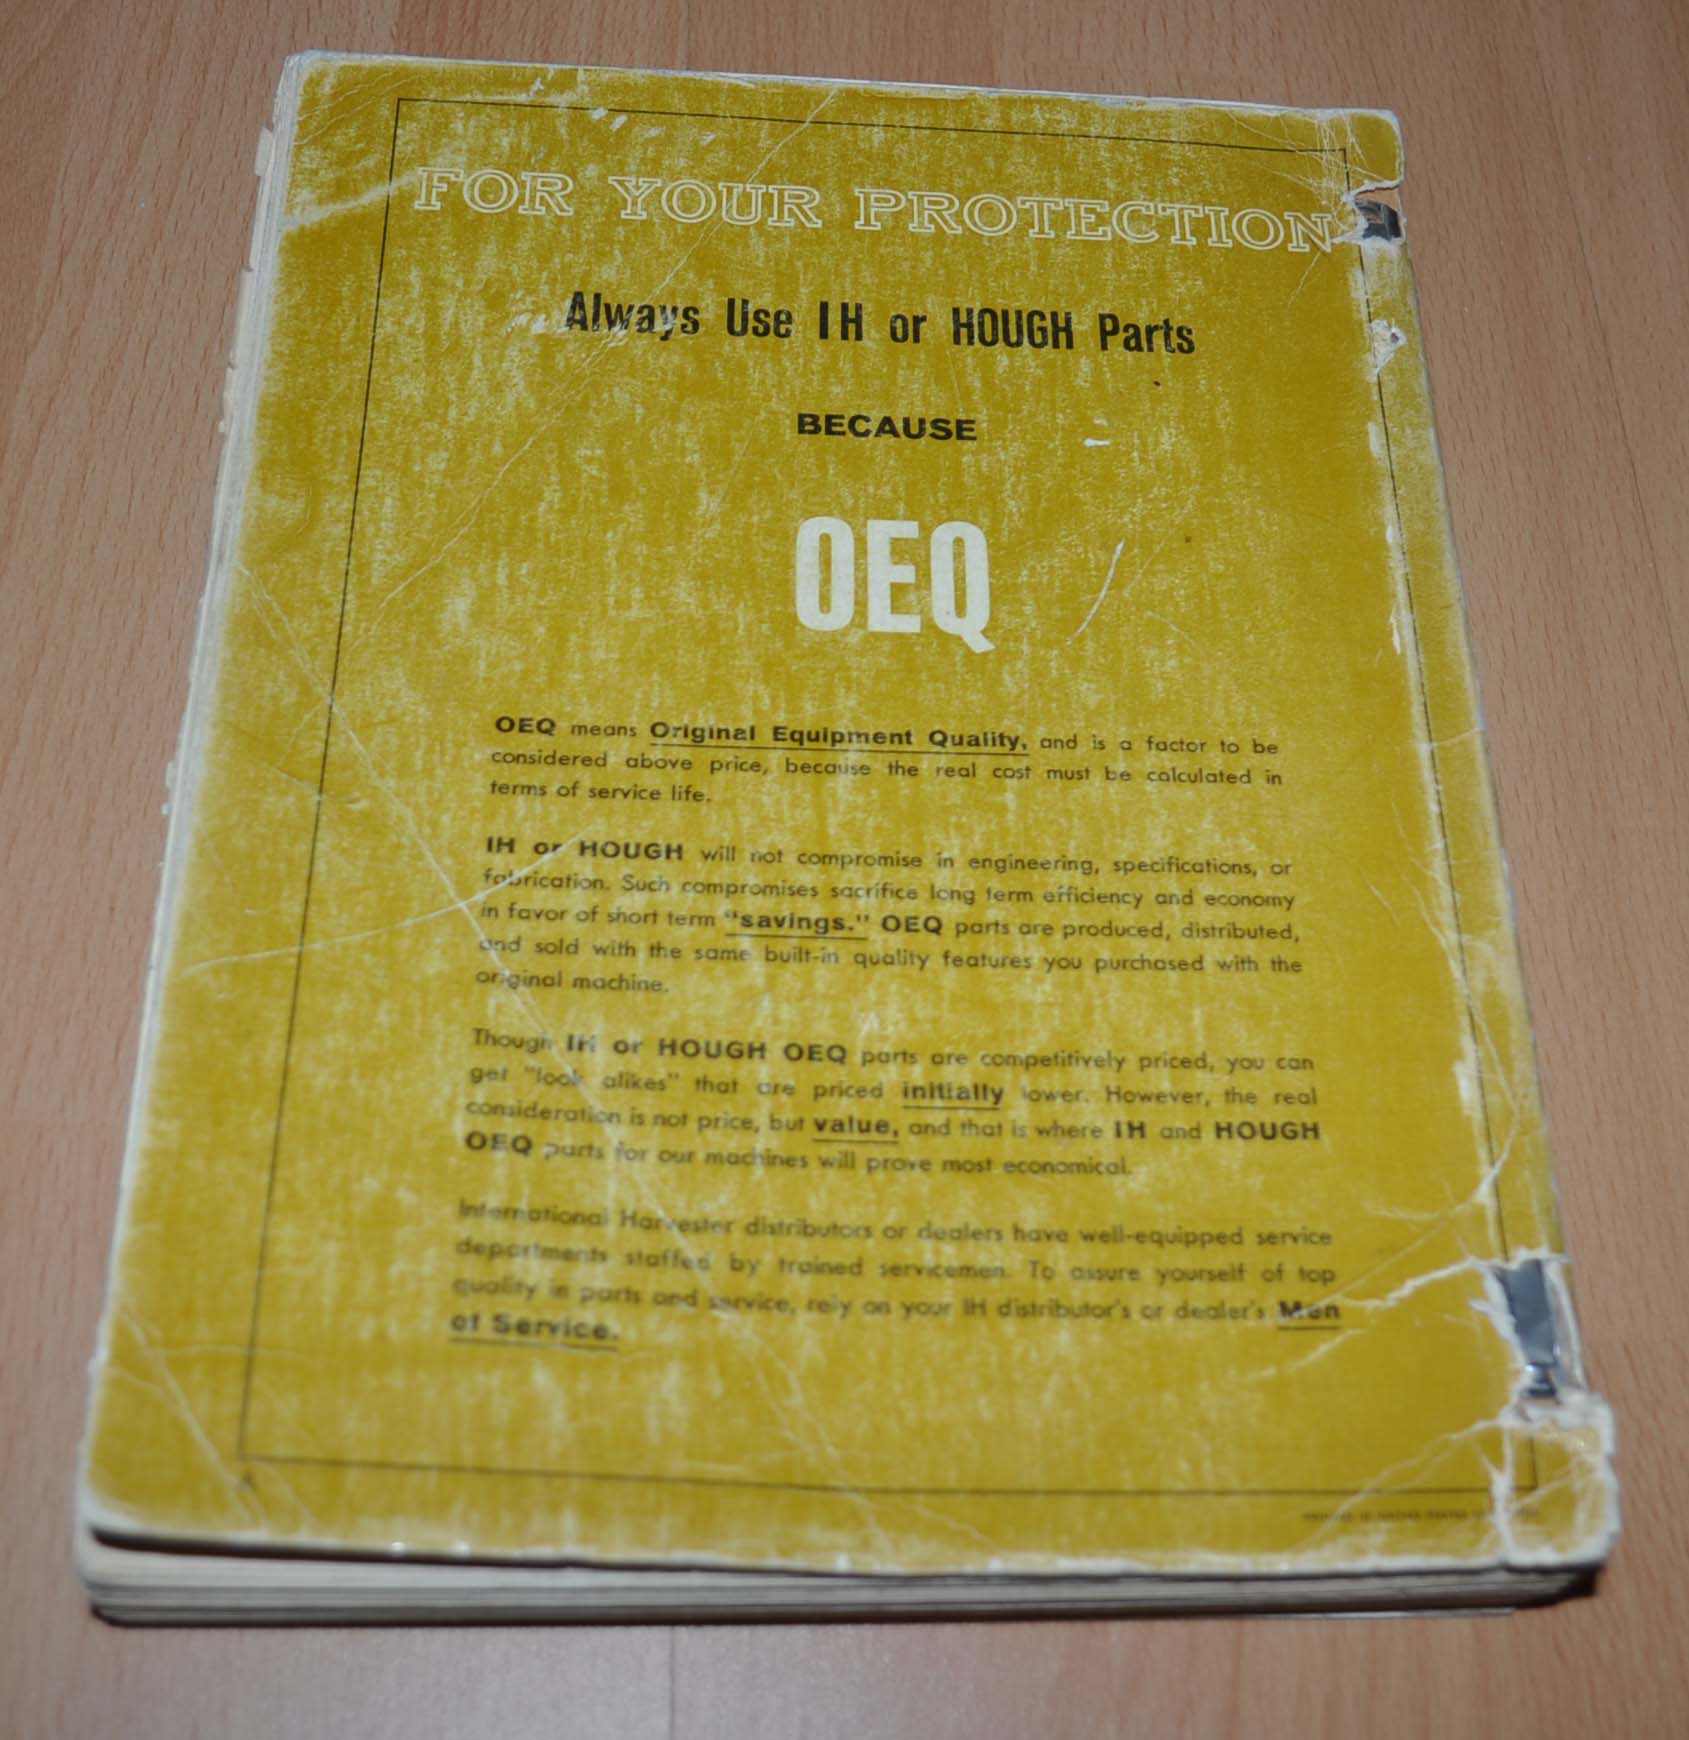 FOR YOUR PROTECTION
Always Use IH or HOUGH Parts
BECAUSE
OEQ
OEQ means Original Equipment Quality, and is a factor to be
considered above price, because the real cost must be calculated in
terms of service life.
IH or HOUGH will not compromise in engineering, specifications, or
fabrication. Such compromises sacrifice long term efficiency and economy
in favor of short term "savings." OEQ parts are produced, distributed,
and sold with the same built-in quality features you purchased with the
original machine.
Though IH or HOUGH OEQ parts are competitively priced, you can
get "look alikes" that are priced initially lower. However, the real
consideration is not price, but value, and that is where IH and HOUGH
OEQ parts for our machines will prove most economical.
International Harvester distributors or dealers have well-equipped service
departments staffed by trained servicemen. To assure yourself of top
quality in parts and service, rely on your IH distributor's or dealer's Men
of Service.
PRINTED IN UNITED STATES